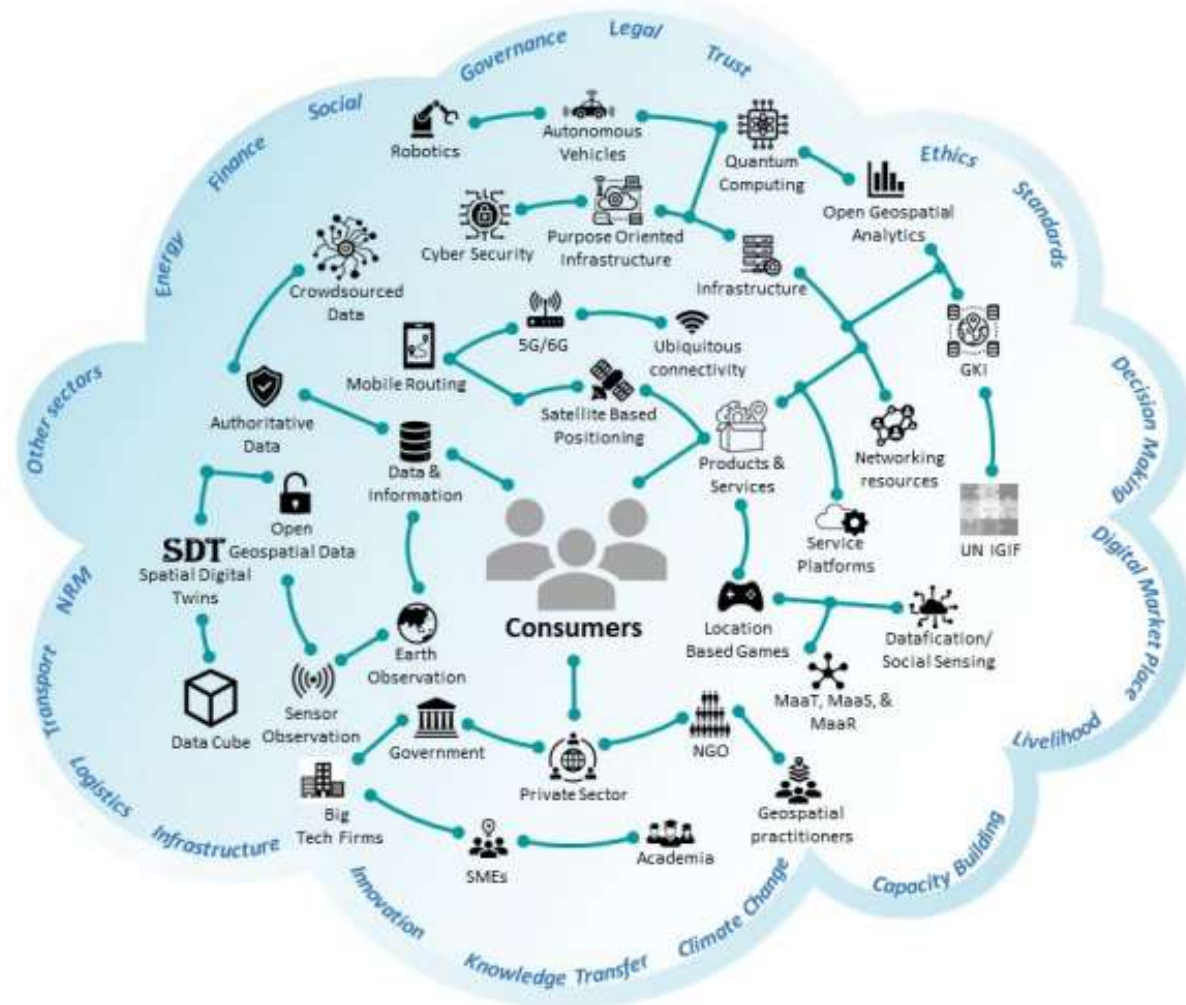 Governance
Legal
Trust
Social
Finance
Energy
Other sectors
NRM
Transport
Logistics
Infrastructure
Innovation
Knowledge Transfer
Climate Change
Capacity Building
Livelihood
Digital Market Place
Decision Making
Standards
Ethics
Robotics
Autonomous
Vehicles
Quantum
Computing
Open Geospatial
Analytics
Cyber Security
Purpose Oriented
Infrastructure
Infrastructure
Crowdsourced
Data
5G/6G
Ubiquitous
connectivity
GKI
Mobile Routing
Satellite Based
Positioning
Authoritative
Data
Data &
Information
Products &
Services
Networking
resources
Open
Geospatial Data
SDT
Spatial Digital
Twins
Service
Platforms
UN IGIF
Consumers
Earth
Observation
Location
Based Games
Datafication/
Social Sensing
Data Cube
Sensor
Observation
Government
NGO
MaaT, MaaS, &
MaaR
Private Sector
Big
Tech Firms
Geospatial
practitioners
SMEs
Academia